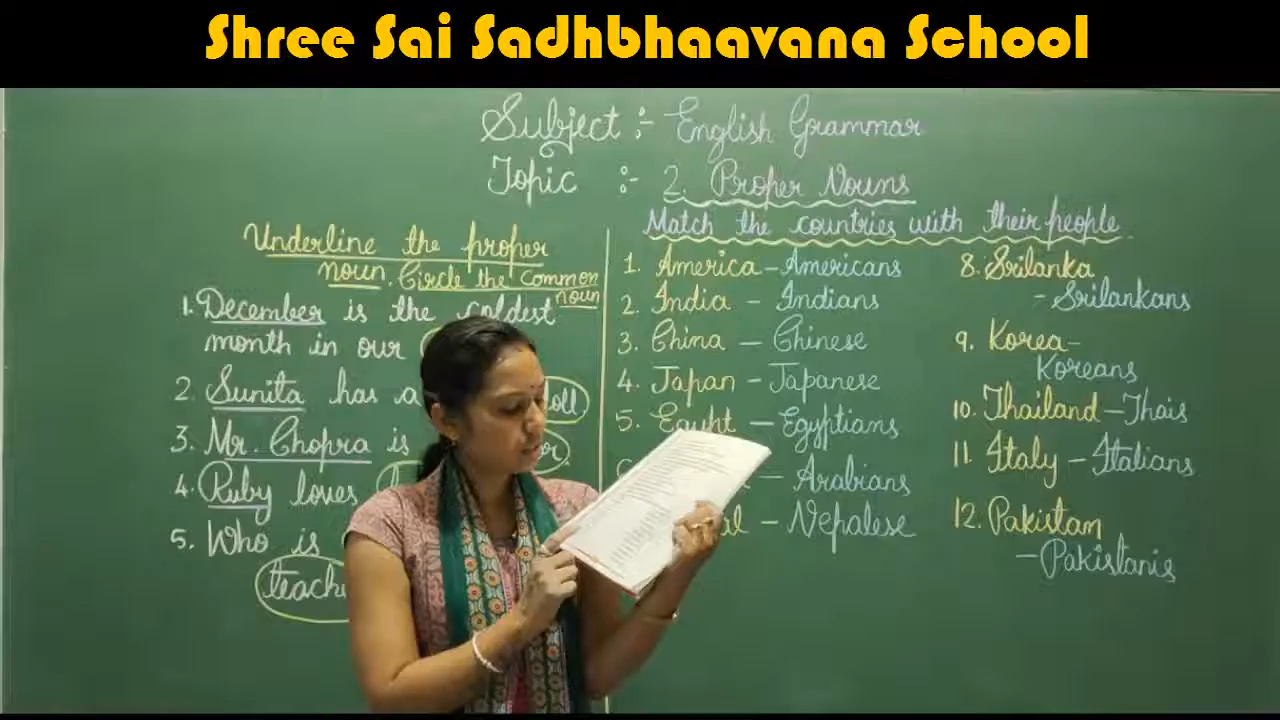 Shree Sai Sadhbhaavana School
Subject :- English Grammar
Topic :- 2. Proper Nouns
Underline the proper
noun. Circle the common
noun
1. December is the coldest
month in our
2. Sunita has a
3. Mr. Chopra is
4. Ruby loves
5. Who is
Match the countries with their people
1. America - Americans
2. India - Indians
3. China - Chinese
4. Japan - Japanese
5. Egypt - Egyptians
- Arabians
- Nepalese
8. Srilanka
- Srilankans
9. Korea -
Koreans
10. Thailand - Thais
11. Italy - Italians
12. Pakistan
- Pakistanis